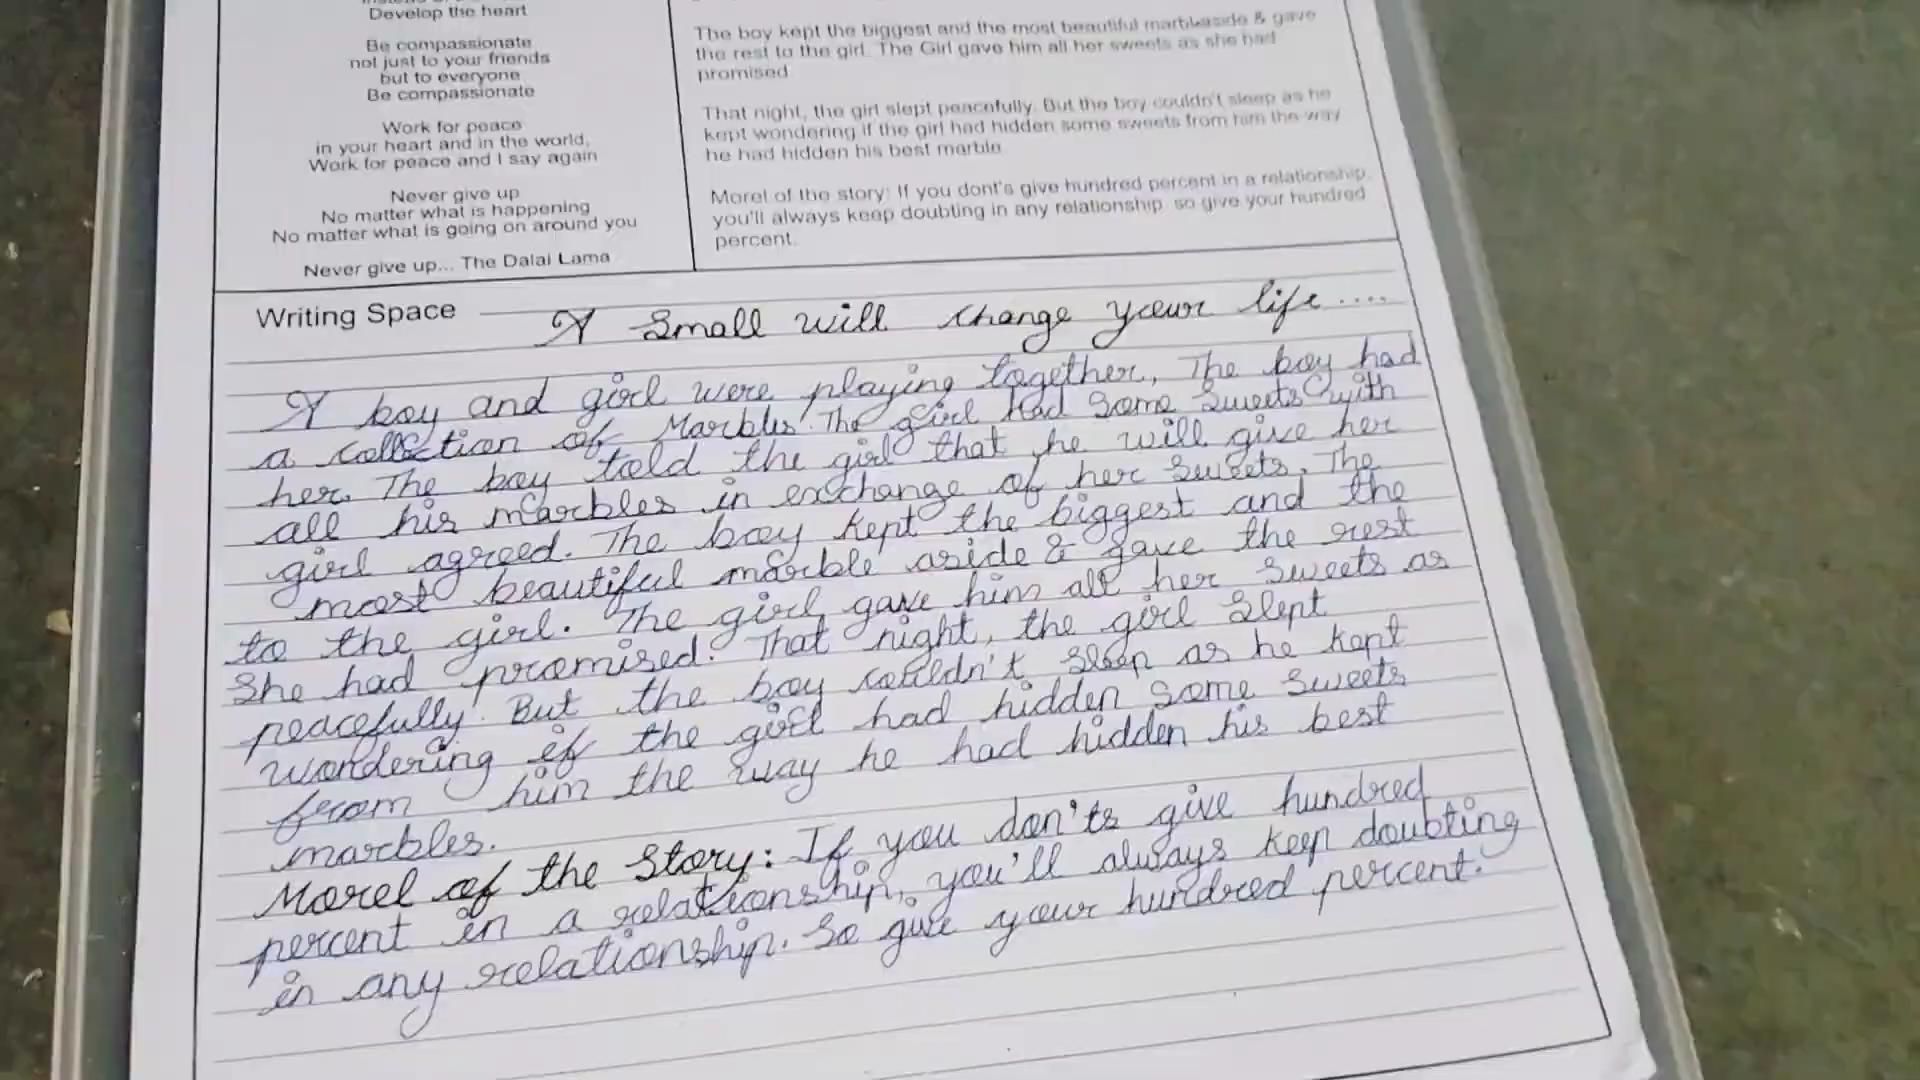 Develop the heart
Be compassionate
not just to your friends
but to everyone
Be compassionate
Work for peace
in your heart and in the world,
Work for peace and I say again
Never give up
No matter what is happening
No matter what is going on around you
Never give up... The Dalai Lama
The boy kept the biggest and the most beautiful marbleaside & gave
the rest to the girl. The Girl gave him all her sweets as she had
promised
That night, the girl slept peacefully. But the boy couldn't sleep as he
kept wondering if the girl had hidden some sweets from him the way
he had hidden his best marble
Morel of the story: If you dont's give hundred percent in a relationship,
you'll always keep doubting in any relationship, so give your hundred
percent.
Writing Space
A Small will change your life....
A boy and girl were playing together, The boy had
a collection of Marbles. The girl had some sweets with
her. The boy told the girl that he will give her
all his marbles in exchange of her sweets. The
girl agreed. The boy kept the biggest and the
most beautiful marble aside & gave the rest
to the girl. The girl gave him all her sweets as
She had promised. That night, the girl slept
peacefully. But the boy couldn't sleep as he kept
wondering if the girl had hidden some sweets
from him the way he had hidden his best
marbles.
Morel of the Story: If you don'ts give hundred
percent in a relationship, you'll always keep doubting
in any relationship. So give your hundred percent.